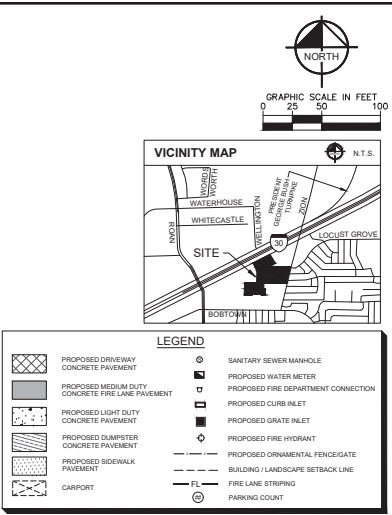 NORTH
GRAPHIC SCALE IN FEET
0 25 50 100
VICINITY MAP
N.T.S.
WORDS
WORTH
WATERHOUSE
WHITECASTLE
ROAN
WELLINGTON
PRESIDENT
GEORGE BUSH
TURNPIKE
ZION
30
LOCUST GROVE
SITE
BOBTOWN
LEGEND
PROPOSED DRIVEWAY
CONCRETE PAVEMENT
PROPOSED MEDIUM DUTY
CONCRETE FIRE LANE PAVEMENT
PROPOSED LIGHT DUTY
CONCRETE PAVEMENT
PROPOSED DUMPSTER
CONCRETE PAVEMENT
PROPOSED SIDEWALK
PAVEMENT
CARPORT
SANITARY SEWER MANHOLE
PROPOSED WATER METER
PROPOSED FIRE DEPARTMENT CONNECTION
PROPOSED CURB INLET
PROPOSED GRATE INLET
PROPOSED FIRE HYDRANT
PROPOSED ORNAMENTAL FENCE/GATE
BUILDING / LANDSCAPE SETBACK LINE
FL FIRE LANE STRIPING
## PARKING COUNT